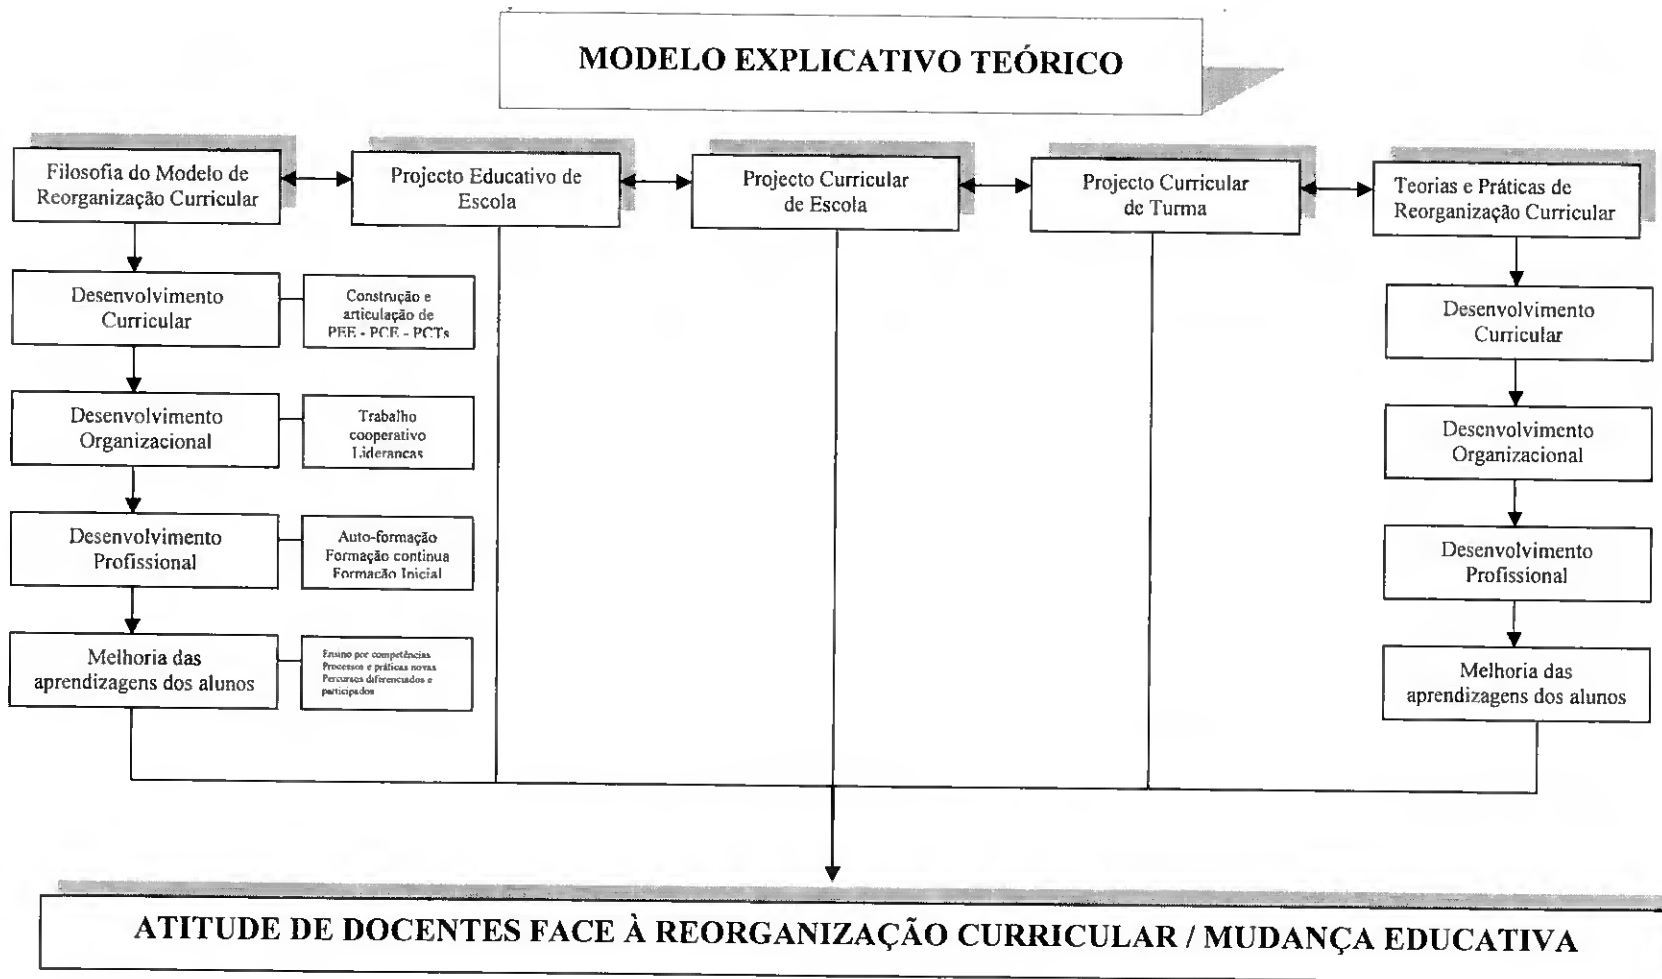 MODELO EXPLICATIVO TEÓRICO
Filosofia do Modelo de
Reorganização Curricular
Projecto Educativo de
Escola
Projecto Curricular
de Escola
Projecto Curricular
de Turma
Teorias e Práticas de
Reorganização Curricular
Desenvolvimento
Curricular
Construção e
articulação de
PEE - PCE - PCTs
Desenvolvimento
Organizacional
Trabalho
cooperativo
Liderancas
Desenvolvimento
Profissional
Auto-formação
Formação continua
Formacão Inicial
Melhoria das
aprendizagens dos alunos
Ensino por competências
Processos e práticas novas
Percursos diferenciados e
participados
Desenvolvimento
Curricular
Desenvolvimento
Organizacional
Desenvolvimento
Profissional
Melhoria das
aprendizagens dos alunos
ATITUDE DE DOCENTES FACE À REORGANIZAÇÃO CURRICULAR / MUDANÇA EDUCATIVA